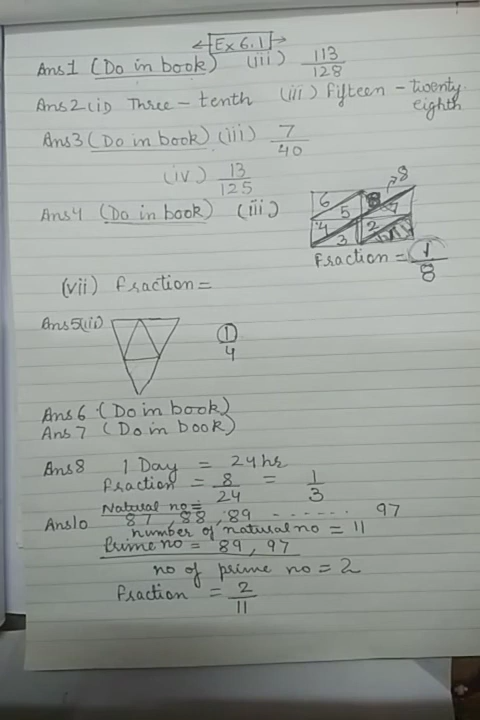 Ex 6.1
Ans1 (Do in book) (iii) 113/128
Ans2 (i) Three-tenth (iii) fifteen-twenty eighth
Ans3 (Do in book) (iii) 7/40
(iv) 13/125
Ans4 (Do in book) (iii)
8
6 5 7
4 3 2
fraction = 1/8
(vii) fraction =
Ans5(ii) 1/4
Ans6 (Do in book)
Ans7 (Do in book)
Ans8 1 Day = 24 hr
fraction = 8/24 = 1/3
Natural no =
Ans10 87, 88, 89 ....... 97
number of natural no = 11
Prime no = 89, 97
no of prime no = 2
fraction = 2/11